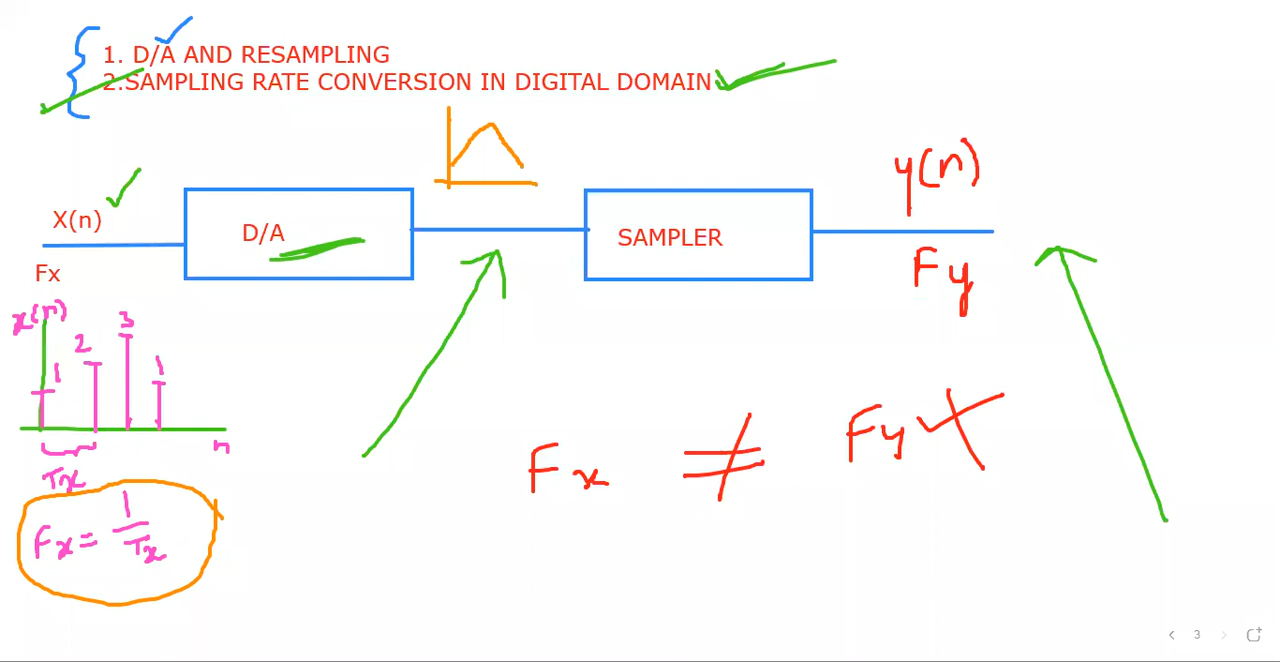 1. D/A AND RESAMPLING
2.SAMPLING RATE CONVERSION IN DIGITAL DOMAIN
y(n)
X(n)
D/A
SAMPLER
Fx
Fy
x(n)
3
2
1
1
n
Tx
Fx ≠ Fy
Fx = 1/Tx
3